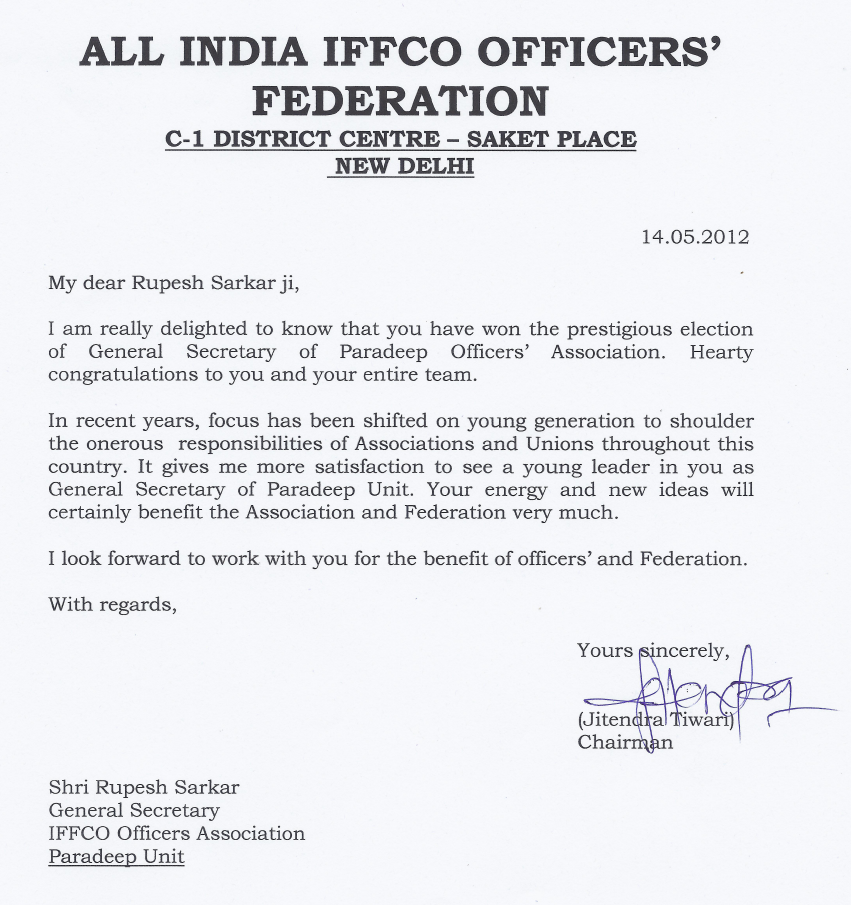 ALL INDIA IFFCO OFFICERS’
FEDERATION
C-1 DISTRICT CENTRE – SAKET PLACE
NEW DELHI
14.05.2012
My dear Rupesh Sarkar ji,
I am really delighted to know that you have won the prestigious election
of General Secretary of Paradeep Officers’ Association. Hearty
congratulations to you and your entire team.
In recent years, focus has been shifted on young generation to shoulder
the onerous responsibilities of Associations and Unions throughout this
country. It gives me more satisfaction to see a young leader in you as
General Secretary of Paradeep Unit. Your energy and new ideas will
certainly benefit the Association and Federation very much.
I look forward to work with you for the benefit of officers’ and Federation.
With regards,
Yours sincerely,
(Jitendra Tiwari)
Chairman
Shri Rupesh Sarkar
General Secretary
IFFCO Officers Association
Paradeep Unit